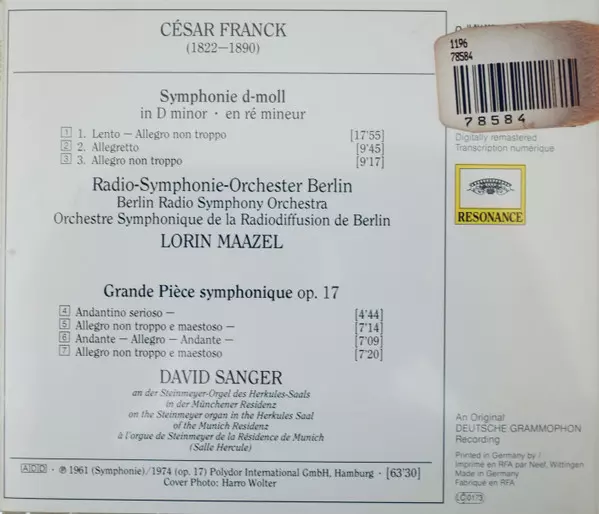 CÉSAR FRANCK
(1822—1890)
Symphonie d-moll
in D minor · en ré mineur
1 1. Lento — Allegro non troppo [17'55]
2 2. Allegretto [9'45]
3 3. Allegro non troppo [9'17]
Radio-Symphonie-Orchester Berlin
Berlin Radio Symphony Orchestra
Orchestre Symphonique de la Radiodiffusion de Berlin
LORIN MAAZEL
Grande Pièce symphonique op. 17
4 Andantino serioso — [4'44]
5 Allegro non troppo e maestoso — [7'14]
6 Andante — Allegro — Andante — [7'09]
7 Allegro non troppo e maestoso [7'20]
DAVID SANGER
an der Steinmeyer-Orgel des Herkules-Saals
in der Münchener Residenz
on the Steinmeyer organ in the Herkules Saal
of the Munich Residenz
à l'orgue de Steinmeyer de la Résidence de Munich
(Salle Hercule)
ADD · ℗ 1961 (Symphonie)/1974 (op. 17) Polydor International GmbH, Hamburg · [63'30]
Cover Photo: Harro Wolter
1196
78584
78584
Digitally remastered
Transcription numérique
RESONANCE
An Original
DEUTSCHE GRAMMOPHON
Recording
Printed in Germany by /
Imprimé en RFA par Neef, Wittingen
Made in Germany
Fabriqué en RFA
LC 0173